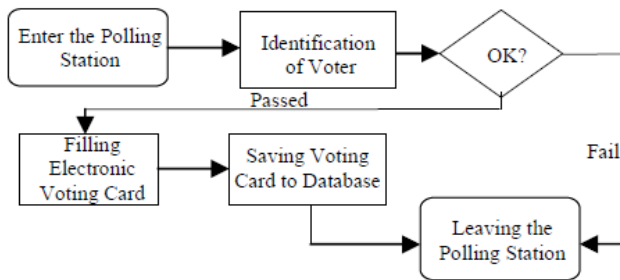 Enter the Polling
Station
Identification
of Voter
OK?
Passed
Filling
Electronic
Voting Card
Saving Voting
Card to Database
Fail
Leaving the
Polling Station